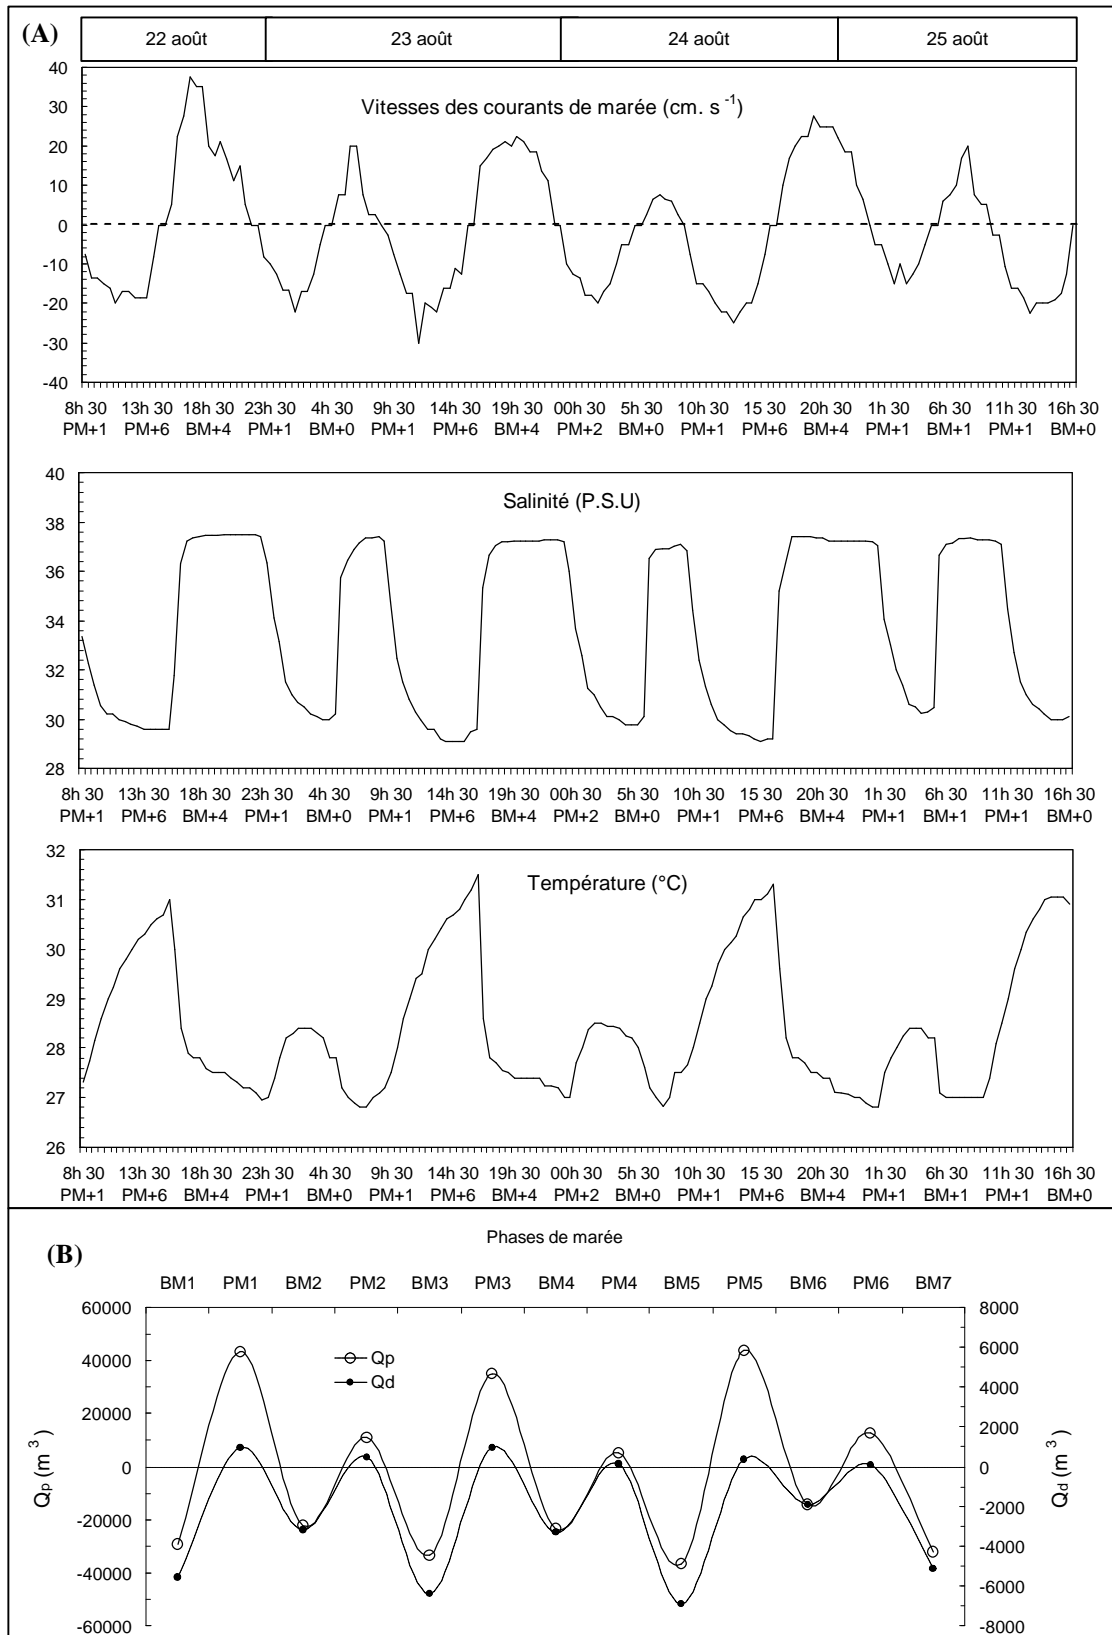 (A)
22 août 23 août 24 août 25 août
Vitesses des courants de marée (cm. s -1)
40
30
20
10
0
-10
-20
-30
-40
8h 30 13h 30 18h 30 23h 30 4h 30 9h 30 14h 30 19h 30 00h 30 5h 30 10h 30 15 30 20h 30 1h 30 6h 30 11h 30 16h 30
PM+1 PM+6 BM+4 PM+1 BM+0 PM+1 PM+6 BM+4 PM+2 BM+0 PM+1 PM+6 BM+4 PM+1 BM+1 PM+1 BM+0
Salinité (P.S.U)
40
38
36
34
32
30
28
8h 30 13h 30 18h 30 23h 30 4h 30 9h 30 14h 30 19h 30 00h 30 5h 30 10h 30 15 30 20h 30 1h 30 6h 30 11h 30 16h 30
PM+1 PM+6 BM+4 PM+1 BM+0 PM+1 PM+6 BM+4 PM+2 BM+0 PM+1 PM+6 BM+4 PM+1 BM+1 PM+1 BM+0
Température (°C)
32
31
30
29
28
27
26
8h 30 13h 30 18h 30 23h 30 4h 30 9h 30 14h 30 19h 30 00h 30 5h 30 10h 30 15 30 20h 30 1h 30 6h 30 11h 30 16h 30
PM+1 PM+6 BM+4 PM+1 BM+0 PM+1 PM+6 BM+4 PM+2 BM+0 PM+1 PM+6 BM+4 PM+1 BM+1 PM+1 BM+0
(B)
Phases de marée
BM1 PM1 BM2 PM2 BM3 PM3 BM4 PM4 BM5 PM5 BM6 PM6 BM7
Qp (m 3)
60000
40000
20000
0
-20000
-40000
-60000
Qp
Qd
8000
6000
4000
2000
0
-2000
-4000
-6000
-8000
Qd (m 3)